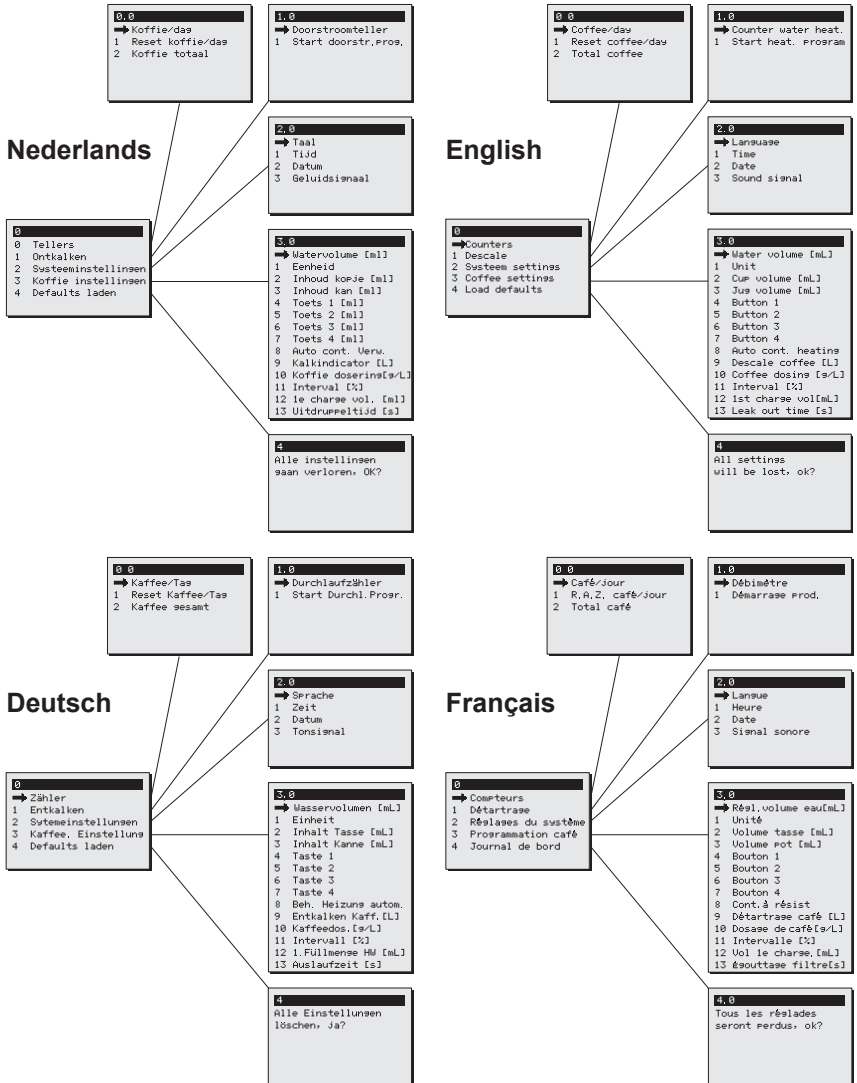 Nederlands
0
0 Tellers
1 Ontkalken
2 Systeeminstellingen
3 Koffie instellingen
4 Defaults laden
0.0
➡ Koffie/dag
1 Reset koffie/dag
2 Koffie totaal
1.0
➡ Doorstroomteller
1 Start doorstr.prog.
2.0
➡ Taal
1 Tijd
2 Datum
3 Geluidsignaal
3.0
➡ Watervolume [ml]
1 Eenheid
2 Inhoud kopje [ml]
3 Inhoud kan [ml]
4 Toets 1 [ml]
5 Toets 2 [ml]
6 Toets 3 [ml]
7 Toets 4 [ml]
8 Auto cont. Verw.
9 Kalkindicator [L]
10 Koffie dosering[g/L]
11 Interval [%]
12 1e charge vol. [ml]
13 Uitdruppeltijd [s]
4
Alle instellingen
gaan verloren, OK?
English
0
➡Counters
1 Descale
2 Systeem settings
3 Coffee settings
4 Load defaults
0 0
➡ Coffee/day
1 Reset coffee/day
2 Total coffee
1.0
➡ Counter water heat.
1 Start heat. program
2.0
➡ Language
1 Time
2 Date
3 Sound signal
3.0
➡ Water volume [mL]
1 Unit
2 Cup volume [mL]
3 Jug volume [mL]
4 Button 1
5 Button 2
6 Button 3
7 Button 4
8 Auto cont. heating
9 Descale coffee [L]
10 Coffee dosing [g/L]
11 Interval [%]
12 1st charge vol[mL]
13 Leak out time [s]
4
All settings
will be lost, ok?
Deutsch
0
➡ Zähler
1 Entkalken
2 Sytemeinstellungen
3 Kaffee. Einstellung
4 Defaults laden
0 0
➡ Kaffee/Tag
1 Reset Kaffee/Tag
2 Kaffee gesamt
1.0
➡ Durchlaufzähler
1 Start Durchl.Progr.
2.0
➡ Sprache
1 Zeit
2 Datum
3 Tonsignal
3.0
➡ Wasservolumen [mL]
1 Einheit
2 Inhalt Tasse [mL]
3 Inhalt Kanne [mL]
4 Taste 1
5 Taste 2
6 Taste 3
7 Taste 4
8 Beh. Heizung autom.
9 Entkalken Kaff.[L]
10 Kaffeedos.[g/L]
11 Intervall [%]
12 1.Füllmenge HW [mL]
13 Auslaufzeit [s]
4
Alle Einstellungen
löschen, ja?
Français
0
➡ Compteurs
1 Détartrage
2 Réglages du système
3 Programmation café
4 Journal de bord
0 0
➡ Café/jour
1 R.A.Z. café/jour
2 Total café
1.0
➡ Débimètre
1 Démarrage prod.
2.0
➡ Langue
1 Heure
2 Date
3 Signal sonore
3.0
➡ Régl.volume eau[mL]
1 Unité
2 Volume tasse [mL]
3 Volume pot [mL]
4 Bouton 1
5 Bouton 2
6 Bouton 3
7 Bouton 4
8 Cont.à résist
9 Détartrage café [L]
10 Dosage de café[g/L]
11 Intervalle [%]
12 Vol 1e charge.[mL]
13 égouttage filtre[s]
4.0
Tous les réglades
seront perdus, ok?